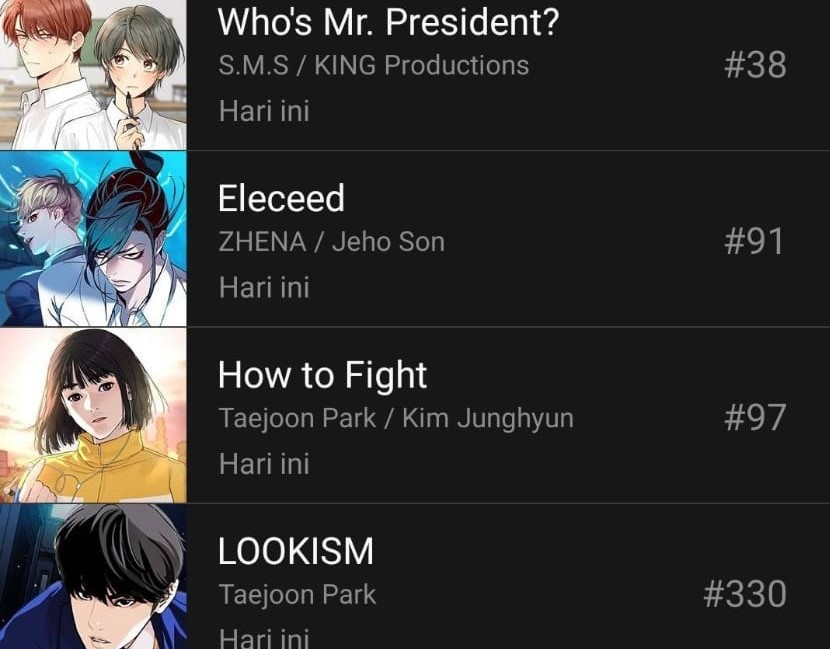 Who's Mr. President?
S.M.S / KING Productions
#38
Hari ini
Eleceed
ZHENA / Jeho Son
#91
Hari ini
How to Fight
Taejoon Park / Kim Junghyun
#97
Hari ini
LOOKISM
Taejoon Park
#330
Hari ini